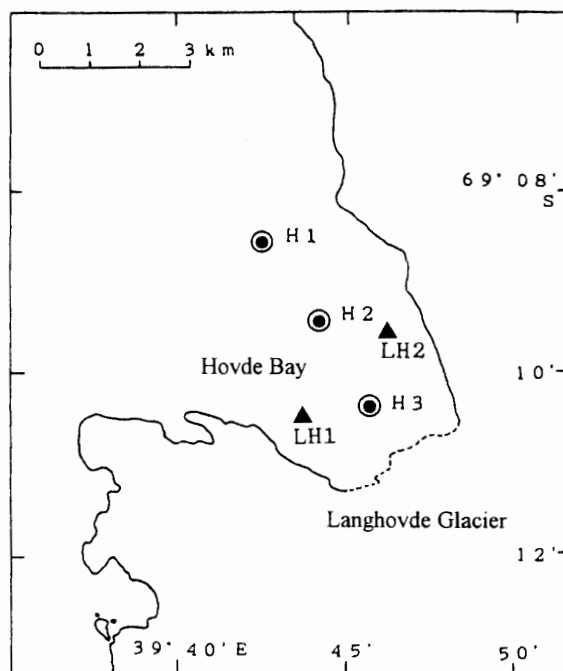 0 1 2 3 km
69° 08'
S
H1
H2
LH2
Hovde Bay
10'
H3
LH1
Langhovde Glacier
12'
39° 40'E 45' 50'